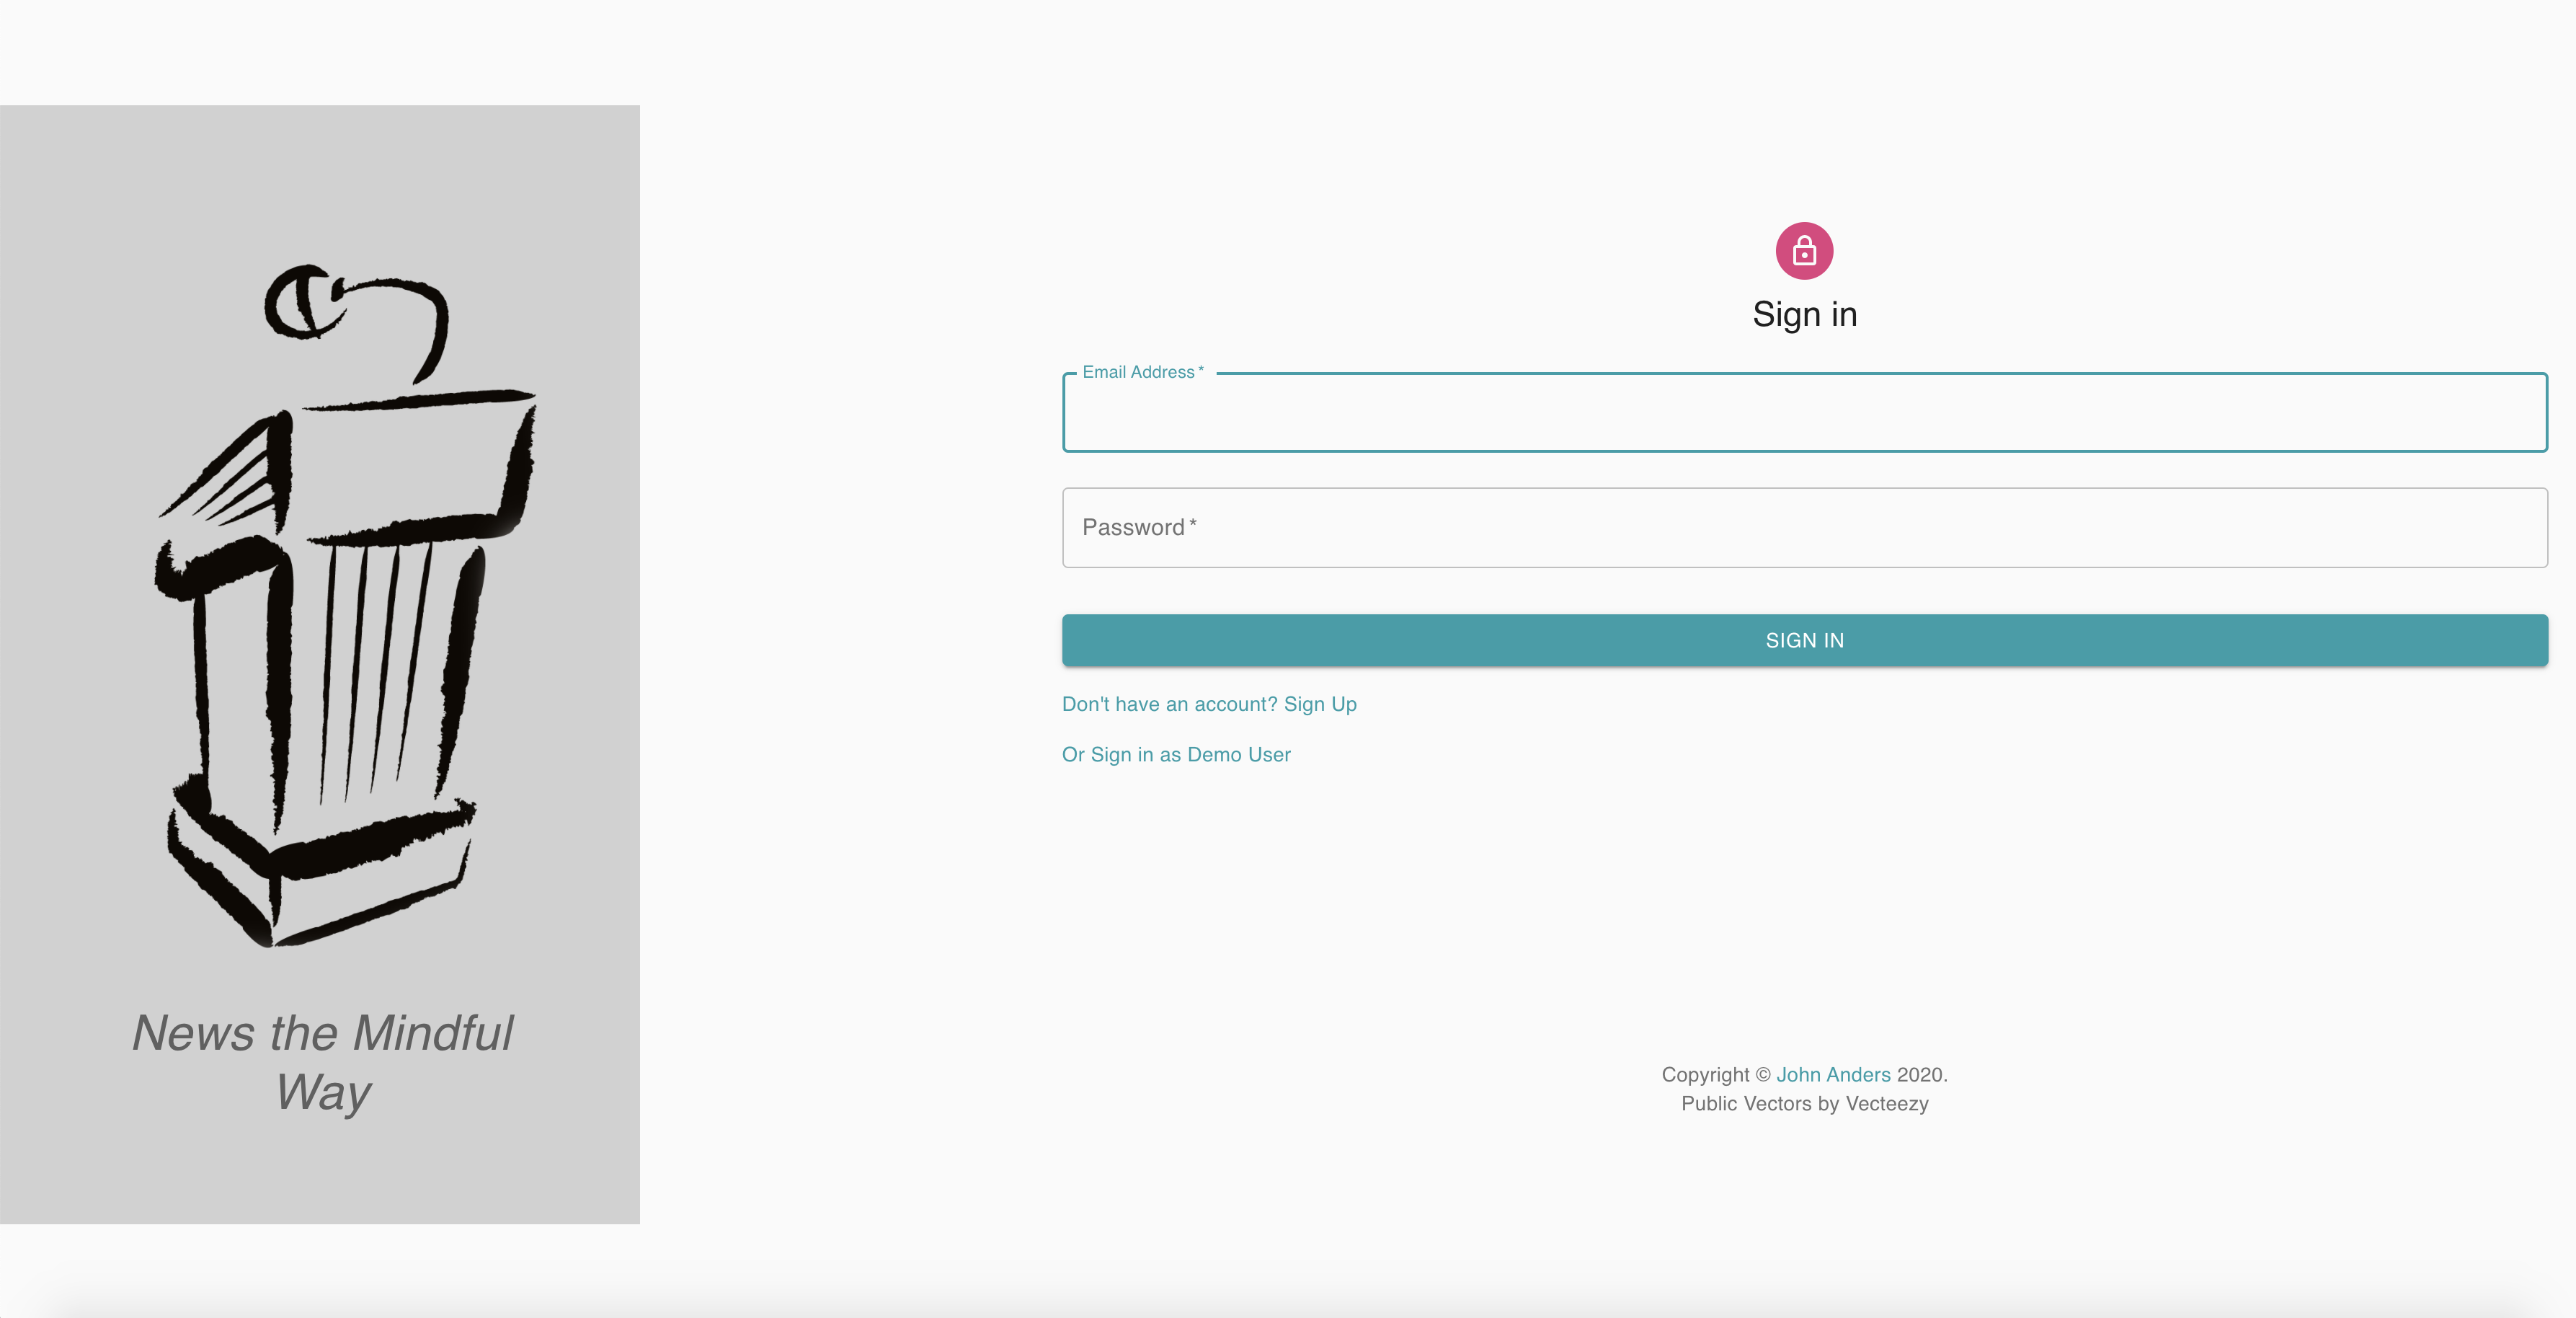 News the Mindful
Way
Sign in
Email Address *
Password *
SIGN IN
Don't have an account? Sign Up
Or Sign in as Demo User
Copyright © John Anders 2020.
Public Vectors by Vecteezy